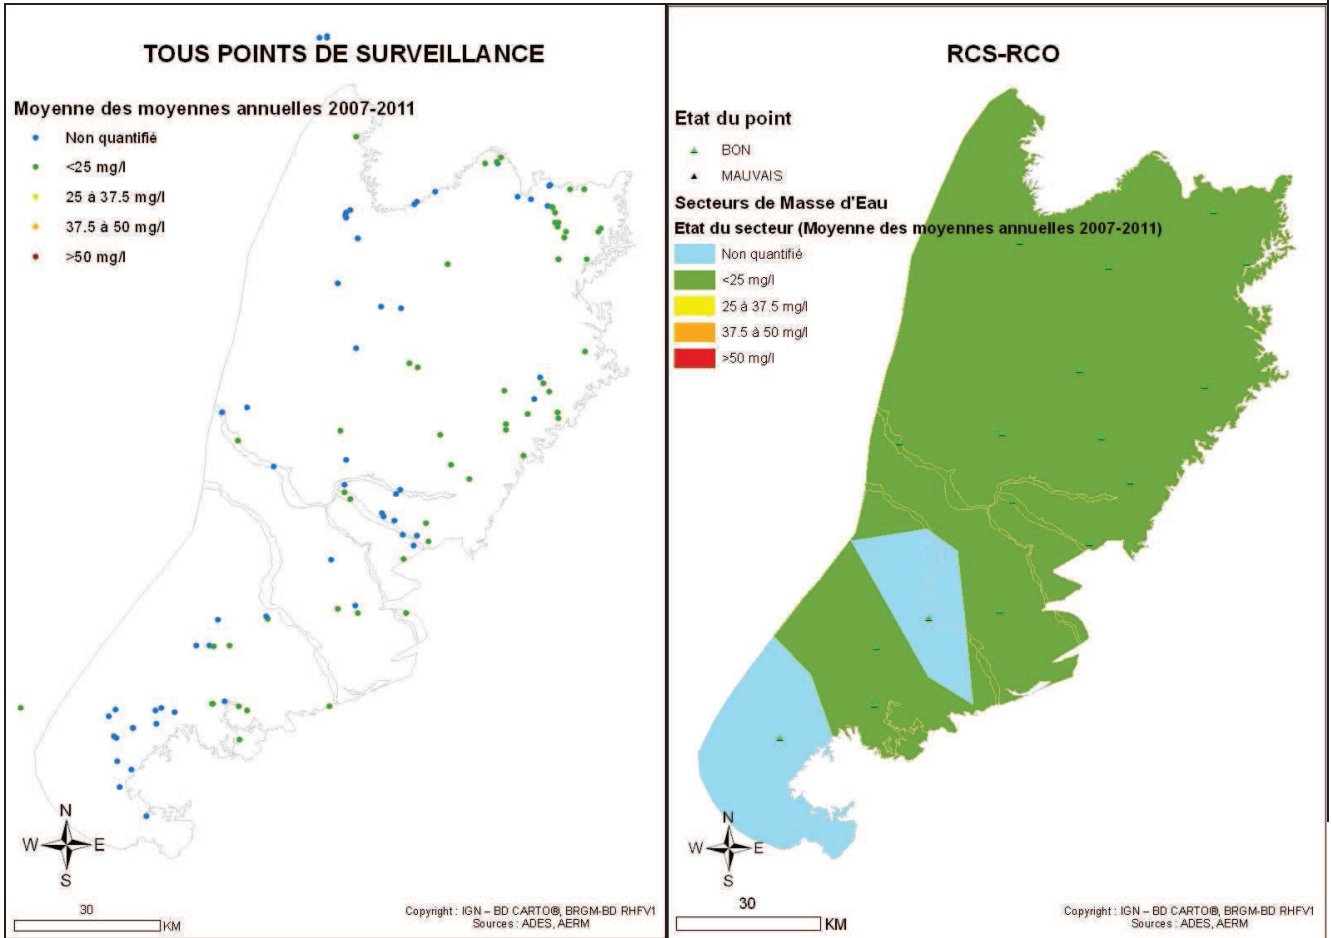 TOUS POINTS DE SURVEILLANCE
Moyenne des moyennes annuelles 2007-2011
Non quantifié
<25 mg/l
25 à 37.5 mg/l
37.5 à 50 mg/l
>50 mg/l
N
W E
S
30
KM
Copyright : IGN – BD CARTO®, BRGM-BD RHFV1
Sources : ADES, AERM
RCS-RCO
Etat du point
BON
MAUVAIS
Secteurs de Masse d'Eau
Etat du secteur (Moyenne des moyennes annuelles 2007-2011)
Non quantifié
<25 mg/l
25 à 37.5 mg/l
37.5 à 50 mg/l
>50 mg/l
N
W E
S
30
KM
Copyright : IGN – BD CARTO®, BRGM-BD RHFV1
Sources : ADES, AERM